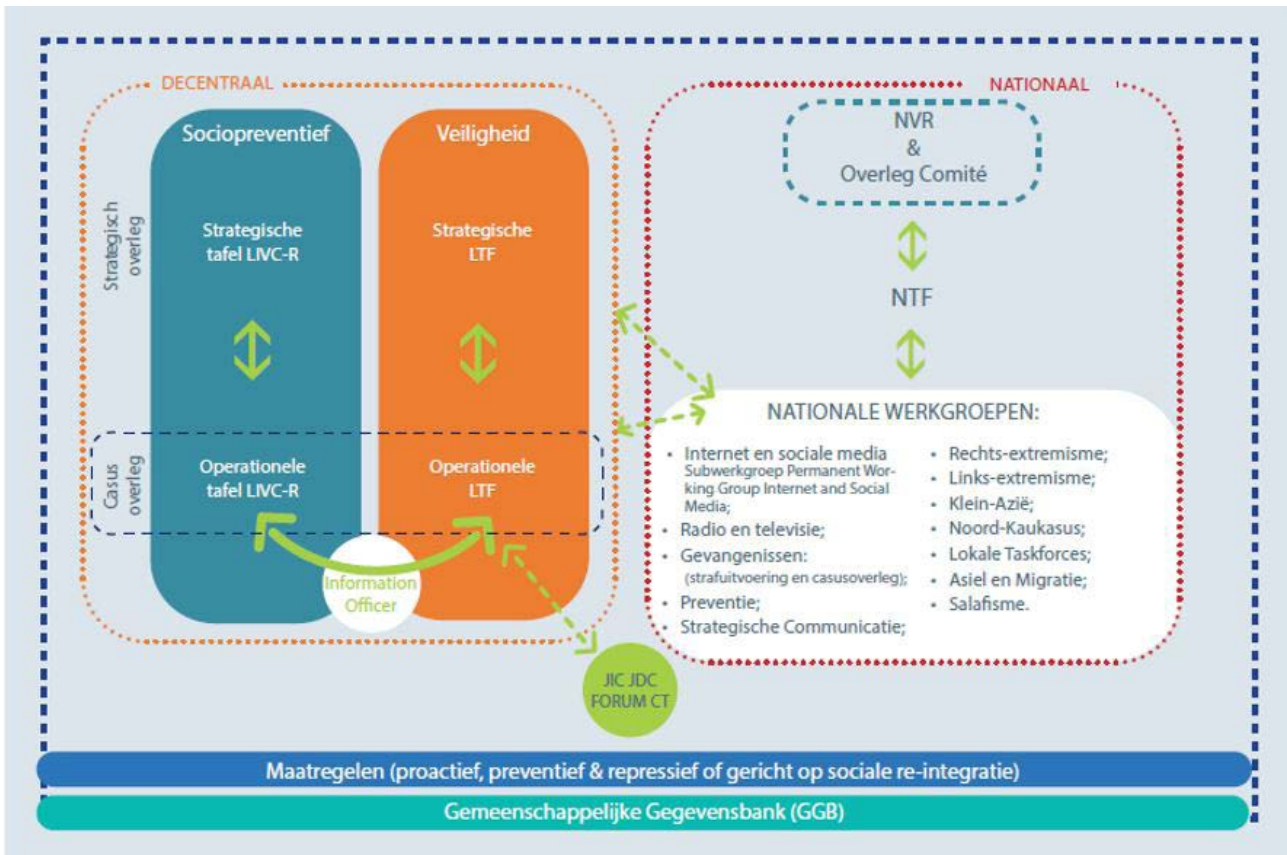 DECENTRAAL
Sociopreventief
Veiligheid
Strategisch
overleg
Strategische
tafel LIVC-R
Strategische
LTF
Casus
overleg
Operationele
tafel LIVC-R
Operationele
LTF
Information
Officer
JIC JDC
FORUM CT
NATIONAAL
NVR
&
Overleg Comité
NTF
NATIONALE WERKGROEPEN:
• Internet en sociale media
Subwerkgroep Permanent Wor-
king Group Internet and Social
Media;
• Radio en televisie;
• Gevangenissen:
(strafuitvoering en casusoverleg);
• Preventie;
• Strategische Communicatie;
• Rechts-extremisme;
• Links-extremisme;
• Klein-Azië;
• Noord-Kaukasus;
• Lokale Taskforces;
• Asiel en Migratie;
• Salafisme.
Maatregelen (proactief, preventief & repressief of gericht op sociale re-integratie)
Gemeenschappelijke Gegevensbank (GGB)